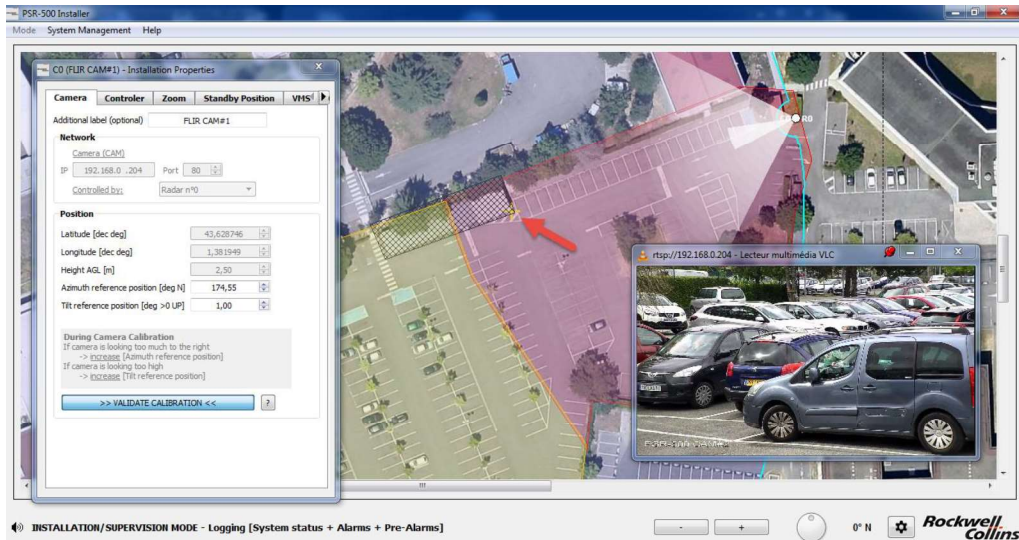 PSR-500 Installer
Mode System Management Help
C0 (FLIR CAM#1) - Installation Properties
Camera Controler Zoom Standby Position VMS
Additional label (optional) FLIR CAM#1
Network
Camera (CAM)
IP 192.168.0 .204 Port 80
Controlled by: Radar n°0
Position
Latitude [dec deg] 43,628746
Longitude [dec deg] 1,381949
Height AGL [m] 2,50
Azimuth reference position [deg N] 174,55
Tilt reference position [deg >0 UP] 1,00
During Camera Calibration
If camera is looking too much to the right
-> increase [Azimuth reference position]
If camera is looking too high
-> increase [Tilt reference position]
>> VALIDATE CALIBRATION << ?
R0
rtsp://192.168.0.204 - Lecteur multimédia VLC
INSTALLATION/SUPERVISION MODE - Logging [System status + Alarms + Pre-Alarms]
- +
0° N
Rockwell
Collins